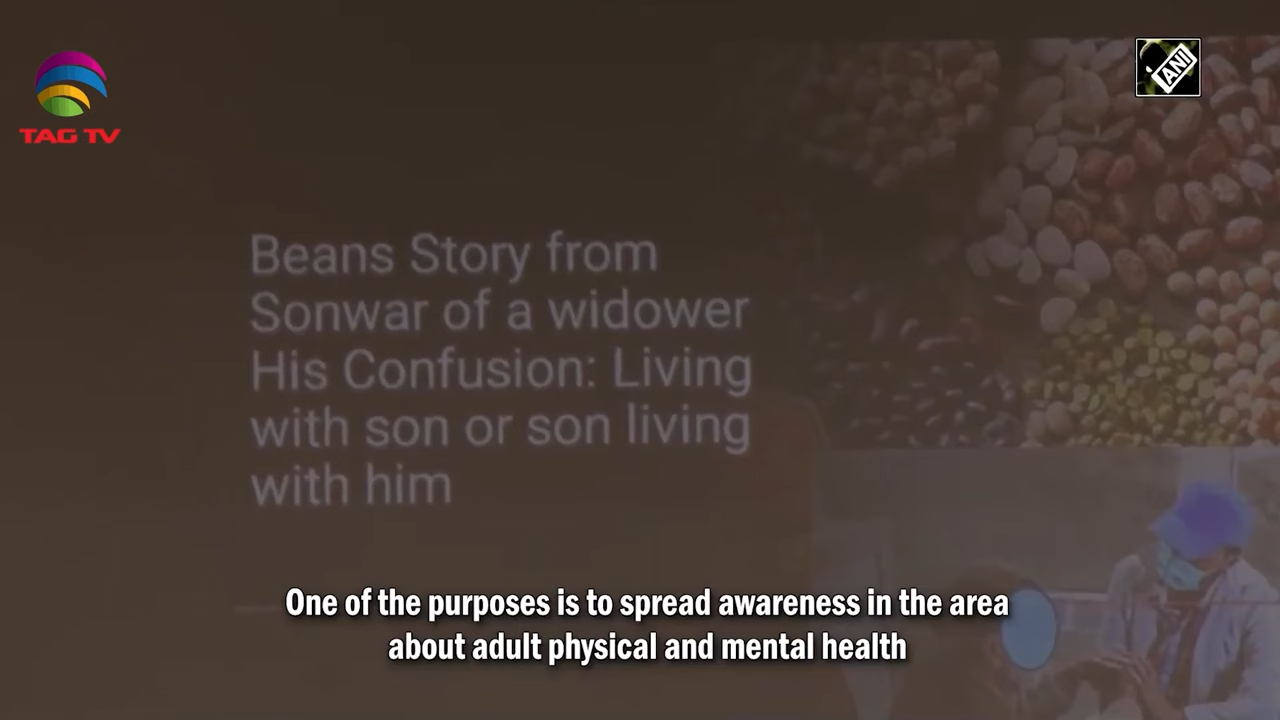 TAG TV
ANI
Beans Story from
Sonwar of a widower
His Confusion: Living
with son or son living
with him
One of the purposes is to spread awareness in the area
about adult physical and mental health